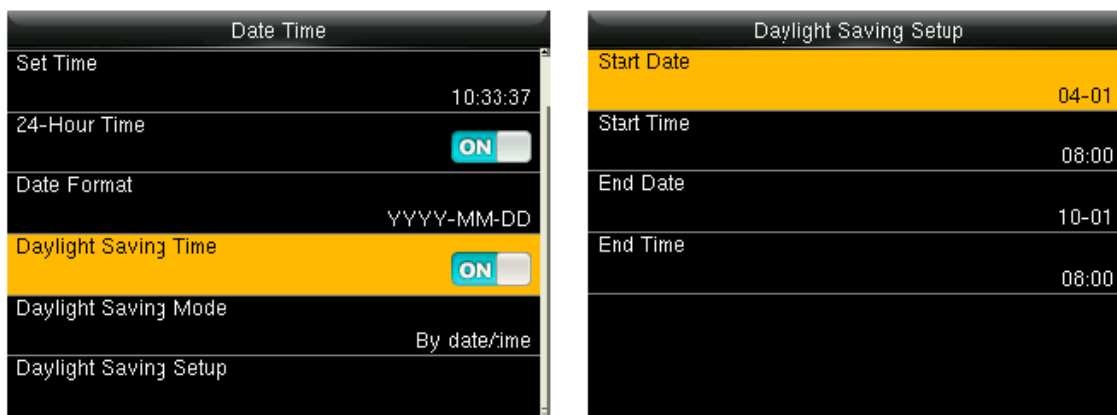 Date Time
Set Time
10:33:37
24-Hour Time
ON
Date Format
YYYY-MM-DD
Daylight Saving Time
ON
Daylight Saving Mode
By date/time
Daylight Saving Setup
Daylight Saving Setup
Start Date
04-01
Start Time
08:00
End Date
10-01
End Time
08:00